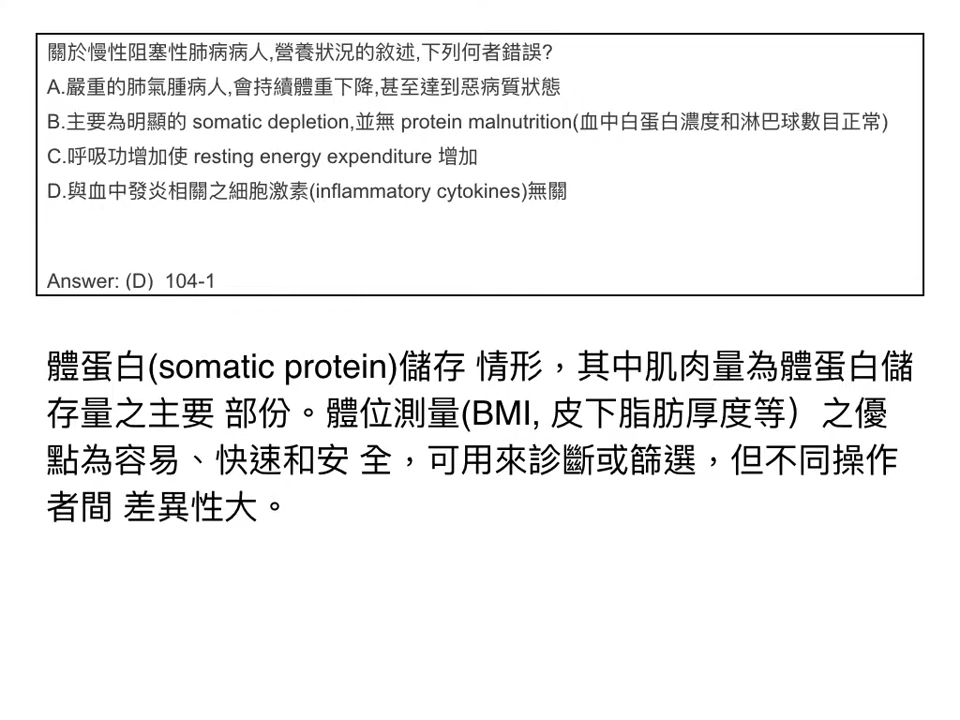 關於慢性阻塞性肺病病人,營養狀況的敘述,下列何者錯誤?
A.嚴重的肺氣腫病人,會持續體重下降,甚至達到惡病質狀態
B.主要為明顯的 somatic depletion,並無 protein malnutrition(血中白蛋白濃度和淋巴球數目正常)
C.呼吸功增加使 resting energy expenditure 增加
D.與血中發炎相關之細胞激素(inflammatory cytokines)無關
Answer: (D) 104-1
體蛋白(somatic protein)儲存 情形，其中肌肉量為體蛋白儲
存量之主要 部份。體位測量(BMI, 皮下脂肪厚度等）之優
點為容易、快速和安 全，可用來診斷或篩選，但不同操作
者間 差異性大。